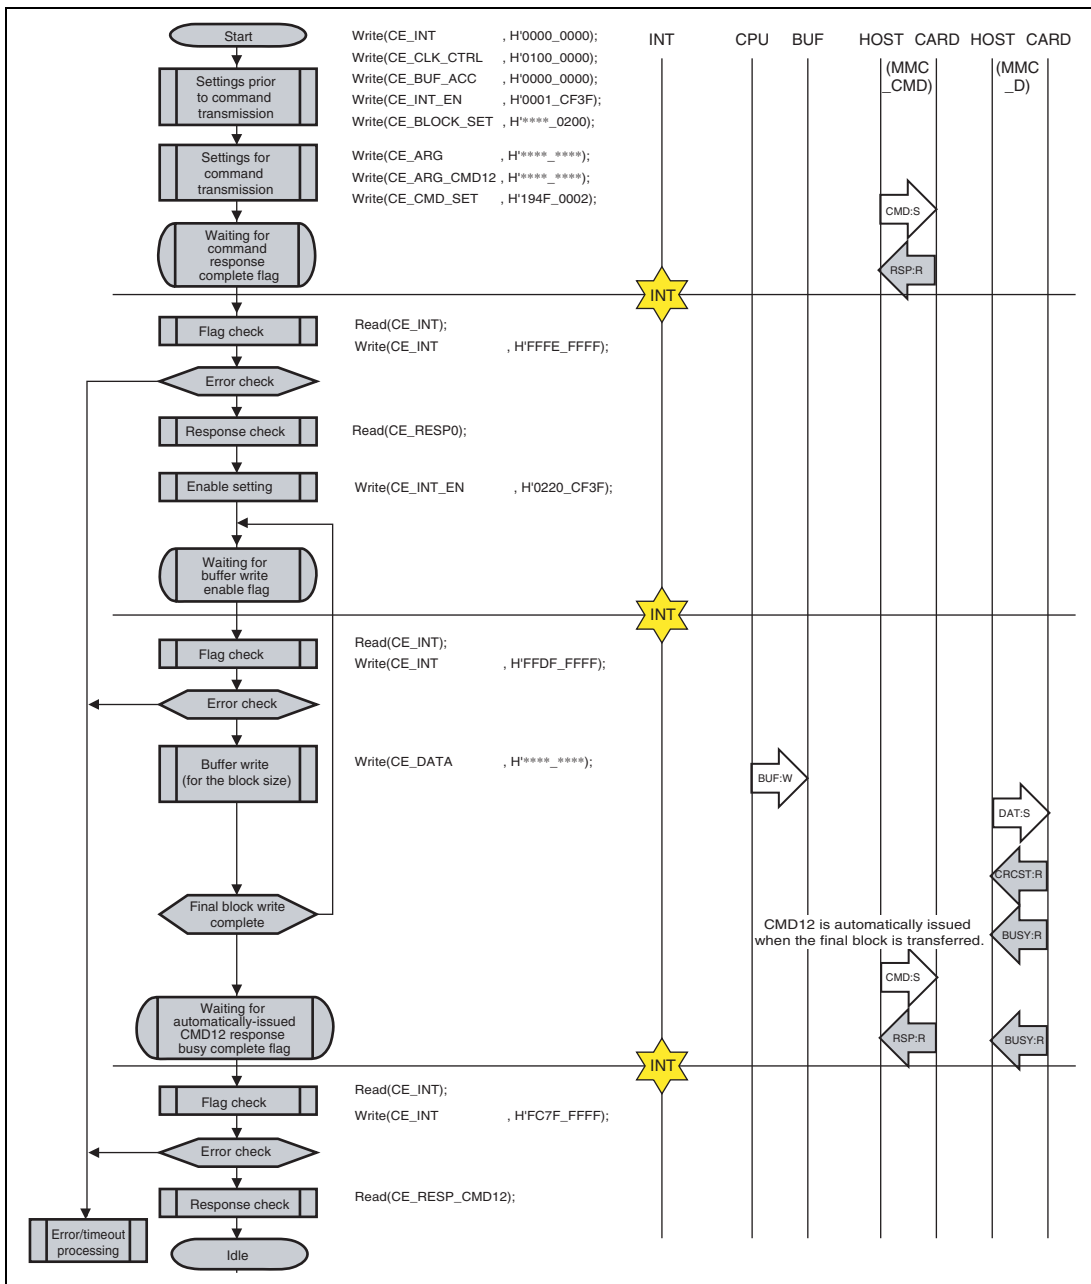 Start
Write(CE_INT , H'0000_0000);
Write(CE_CLK_CTRL , H'0100_0000);
Settings prior
to command
transmission
Write(CE_BUF_ACC , H'0000_0000);
Write(CE_INT_EN , H'0001_CF3F);
Write(CE_BLOCK_SET , H'****_0200);
INT
CPU BUF
HOST CARD HOST CARD
(MMC
_CMD)
(MMC
_D)
Settings for
command
transmission
Write(CE_ARG , H'****_****);
Write(CE_ARG_CMD12 , H'****_****);
Write(CE_CMD_SET , H'194F_0002);
CMD:S
Waiting for
command
response
complete flag
RSP:R
INT
Flag check
Read(CE_INT);
Write(CE_INT , H'FFFE_FFFF);
Error check
Response check
Read(CE_RESP0);
Enable setting
Write(CE_INT_EN , H'0220_CF3F);
Waiting for
buffer write
enable flag
INT
Flag check
Read(CE_INT);
Write(CE_INT , H'FFDF_FFFF);
Error check
Buffer write
(for the block size)
Write(CE_DATA , H'****_****);
BUF:W
DAT:S
CRCST:R
Final block write
complete
CMD12 is automatically issued
when the final block is transferred.
BUSY:R
CMD:S
Waiting for
automatically-issued
CMD12 response
busy complete flag
RSP:R
BUSY:R
INT
Flag check
Read(CE_INT);
Write(CE_INT , H'FC7F_FFFF);
Error check
Response check
Read(CE_RESP_CMD12);
Error/timeout
processing
Idle